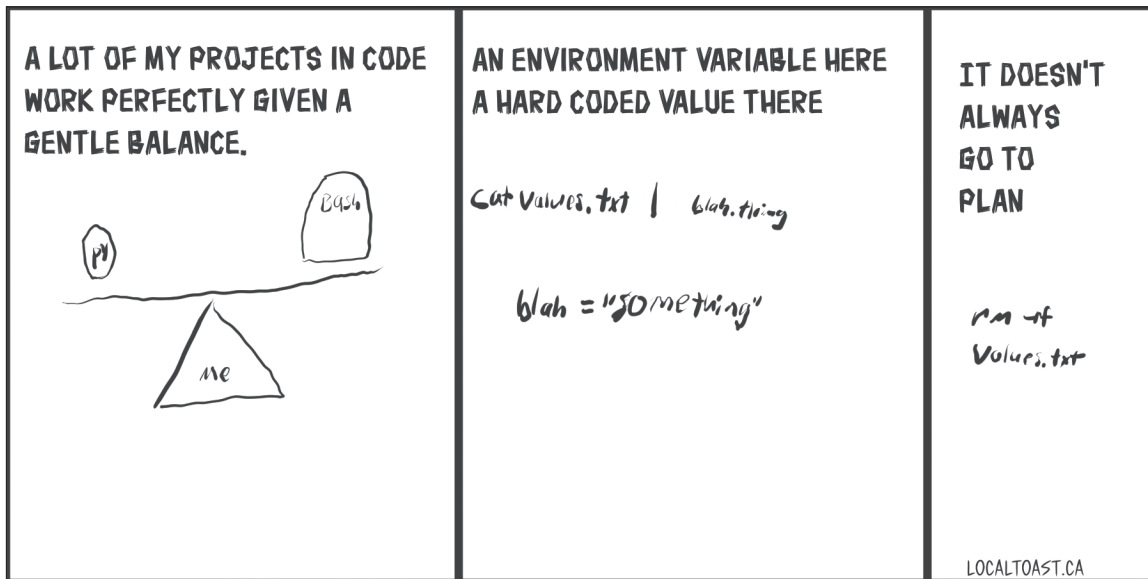 A LOT OF MY PROJECTS IN CODE
WORK PERFECTLY GIVEN A
GENTLE BALANCE.
Bash
py
me
AN ENVIRONMENT VARIABLE HERE
A HARD CODED VALUE THERE
cat values.txt | blah.thing
blah = "something"
IT DOESN'T
ALWAYS
GO TO
PLAN
rm -rf
values.txt
LOCALTOAST.CA